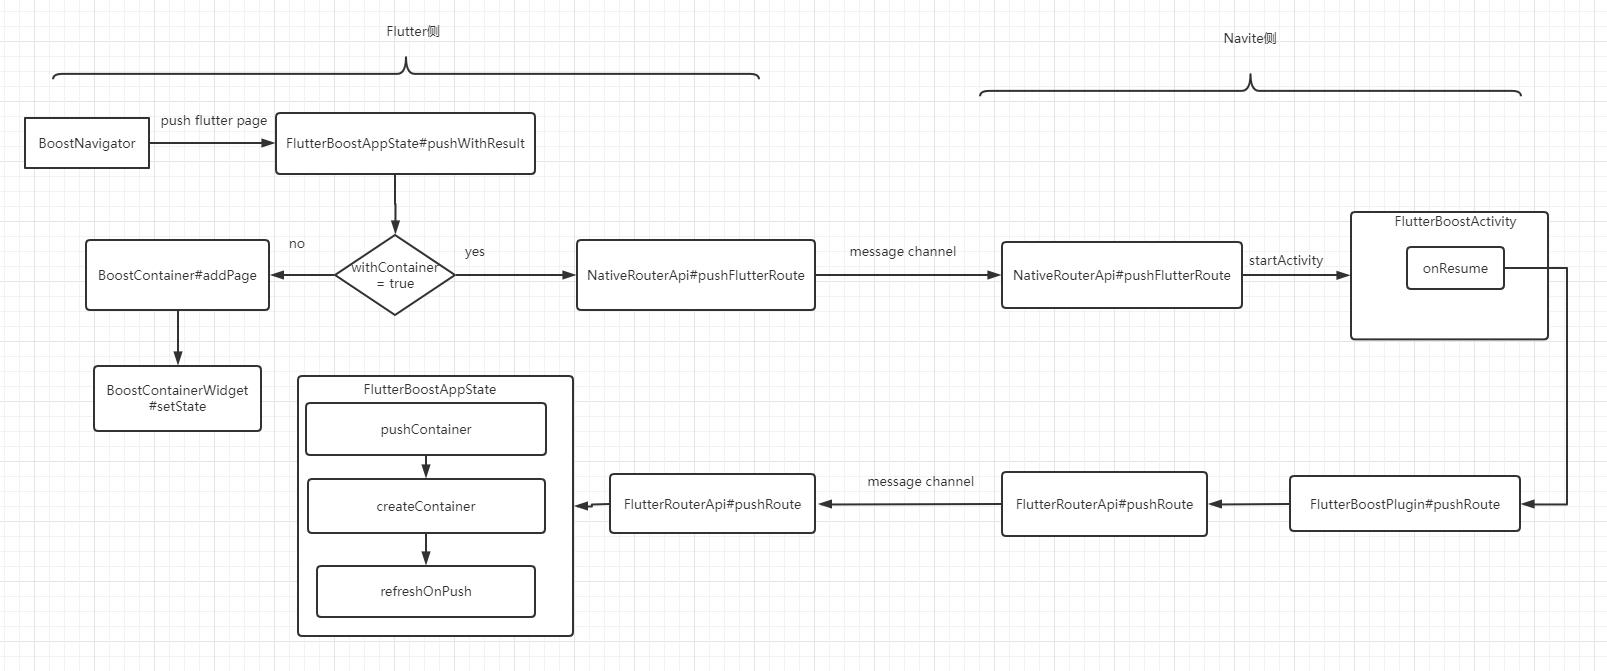 Flutter侧
Navite侧
BoostNavigator
push flutter page
FlutterBoostAppState#pushWithResult
no
withContainer
= true
yes
BoostContainer#addPage
NativeRouterApi#pushFlutterRoute
message channel
NativeRouterApi#pushFlutterRoute
startActivity
FlutterBoostActivity
onResume
BoostContainerWidget
#setState
FlutterBoostAppState
pushContainer
createContainer
refreshOnPush
FlutterRouterApi#pushRoute
message channel
FlutterRouterApi#pushRoute
FlutterBoostPlugin#pushRoute